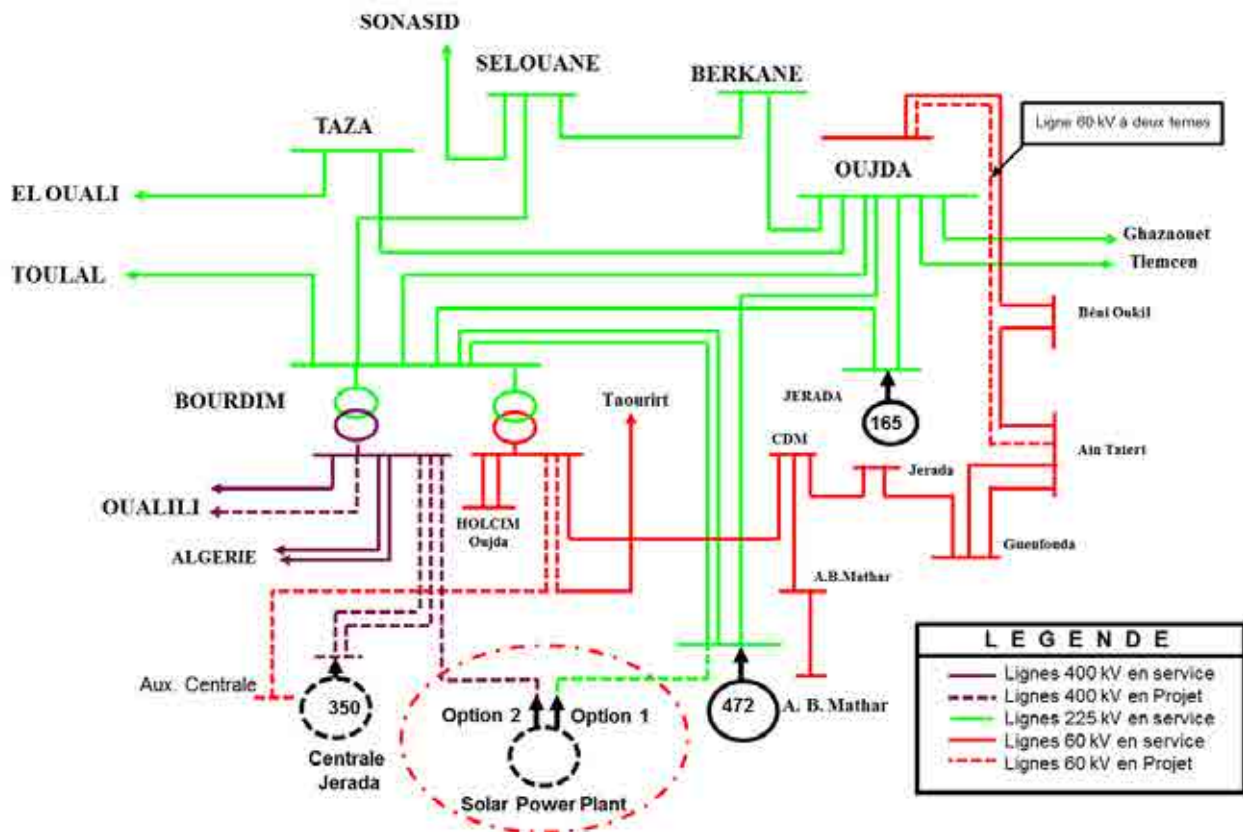 SONASID
SELOUANE
BERKANE
TAZA
Ligne 60 kV à deux ternes
OUJDA
EL OUALI
Ghazaouet
TOULAL
Tlemcen
Béni Oukil
BOURDIM
Taourirt
JERADA
165
CDM
Jerada
Ain Tziert
OUALILI
HOLCIM
Oujda
ALGERIE
Guenfouda
A.B.Mathar
LEGENDE
Lignes 400 kV en service
Lignes 400 kV en Projet
Lignes 225 kV en service
Lignes 60 kV en service
Lignes 60 kV en Projet
Aux. Centrale
350
Option 2
Option 1
472
A. B. Mathar
Centrale
Jerada
Solar Power Plant